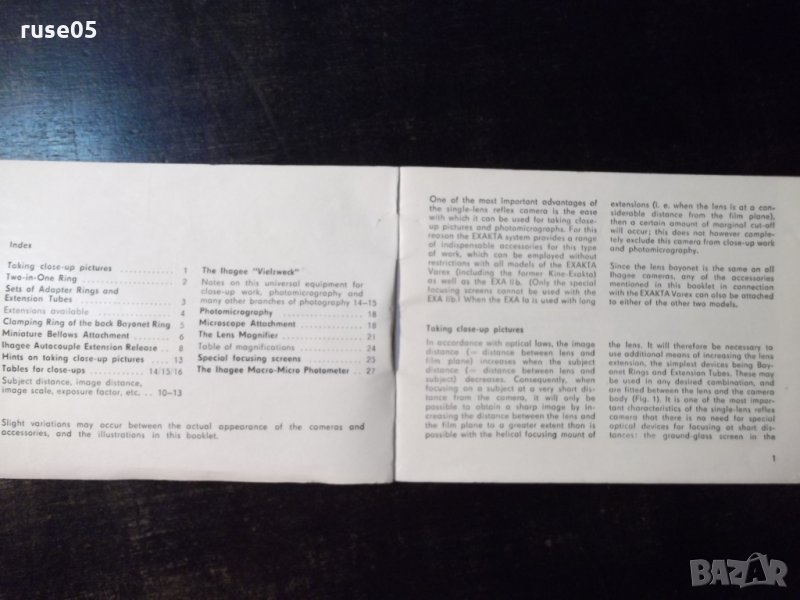 ruse05
Index
Taking close-up pictures ............ 1
Two-in-One Ring ............ 2
Sets of Adapter Rings and
Extension Tubes ............ 3
Extensions available ............ 4
Clamping Ring of the back Bayonet Ring 5
Miniature Bellows Attachment ....... 6
Ihagee Autocouple Extension Release .. 8
Hints on taking close-up pictures .... 13
Tables for close-ups ............ 14/15/16
Subject distance, image distance,
image scale, exposure factor, etc. .. 10–13
The Ihagee "Vielzweck"
Notes on this universal equipment for
close-up work, photomicrography and
many other branches of photography 14–15
Photomicrography ............ 18
Microscope Attachment ............ 18
The Lens Magnifier ............ 21
Table of magnifications ............ 24
Special focusing screens ............ 25
The Ihagee Macro-Micro Photometer .. 27
Slight variations may occur between the actual appearance of the cameras and
accessories, and the illustrations in this booklet.
One of the most important advantages of
the single-lens reflex camera is the ease
with which it can be used for taking close-
up pictures and photomicrographs. For this
reason the EXAKTA system provides a range
of indispensable accessories for this type
of work, which can be employed without
restrictions with all models of the EXAKTA
Varex (including the former Kine-Exakta)
as well as the EXA II b. (Only the special
focusing screens cannot be used with the
EXA II b.) When the EXA Ia is used with long
extensions (i. e. when the lens is at a con-
siderable distance from the film plane),
then a certain amount of marginal cut-off
will occur; this does not however comple-
tely exclude this camera from close-up work
and photomicrography.
Since the lens bayonet is the same on all
Ihagee cameras, any of the accessories
mentioned in this booklet in connection
with the EXAKTA Varex can also be attached
to either of the other two models.
Taking close-up pictures
In accordance with optical laws, the image
distance (= distance between lens and
film plane) increases when the subject
distance (= distance between lens and
subject) decreases. Consequently, when
focusing on a subject at a very short dis-
tance from the camera, it will only be
possible to obtain a sharp image by in-
creasing the distance between the lens and
the film plane to a greater extent than is
possible with the helical focusing mount of
the lens. It will therefore be necessary to
use additional means of increasing the lens
extension, the simplest devices being Bay-
onet Rings and Extension Tubes. These may
be used in any desired combination, and
are fitted between the lens and the camera
body (Fig. 1). It is one of the most impor-
tant characteristics of the single-lens reflex
camera that there is no need for special
optical devices for focusing at short dis-
tances: the ground-glass screen in the
1
BAZAR
bg